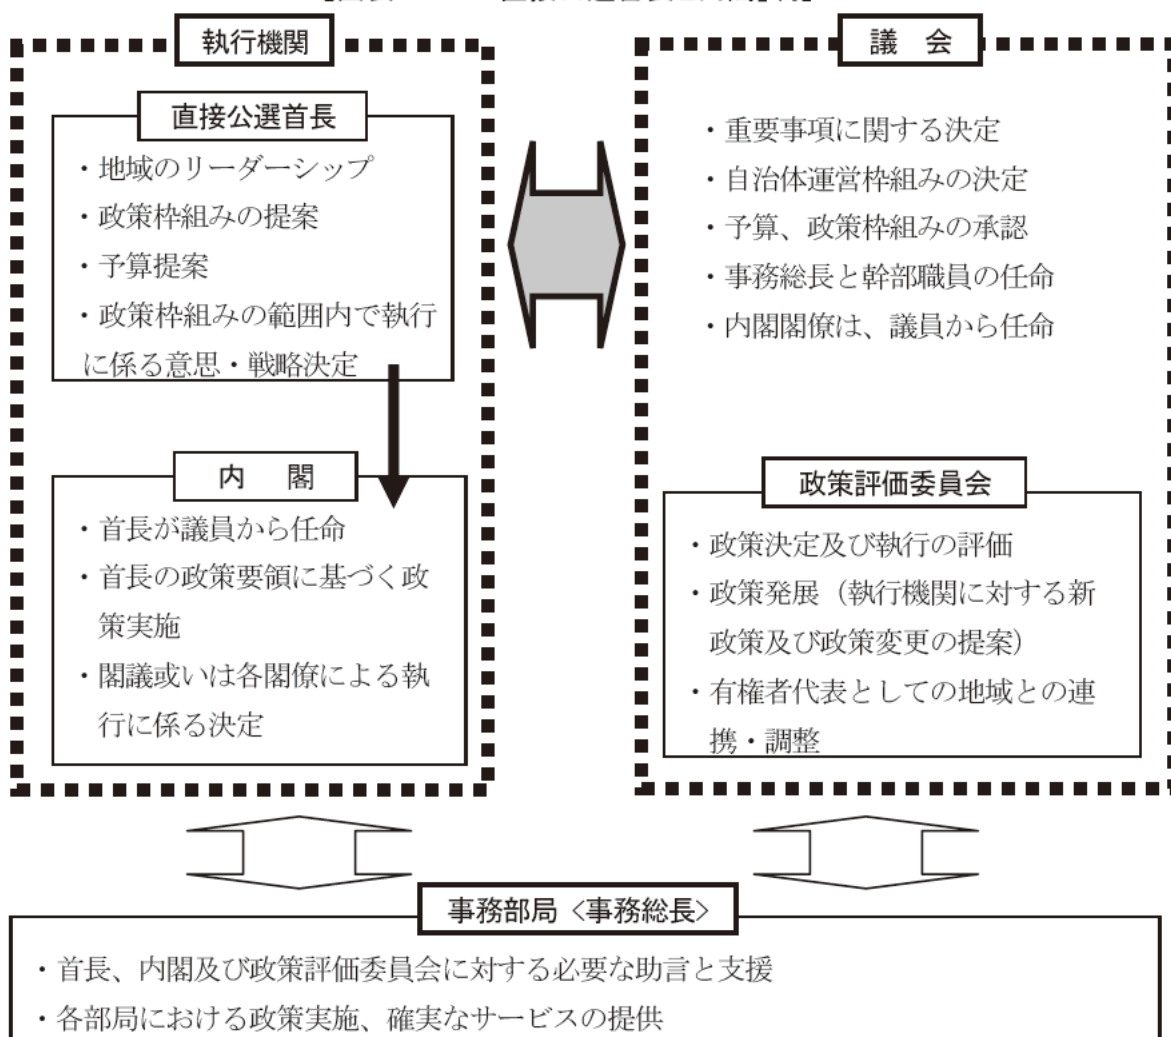 執行機関
直接公選首長
・地域のリーダーシップ
・政策枠組みの提案
・予算提案
・政策枠組みの範囲内で執行
に係る意思・戦略決定
内 閣
・首長が議員から任命
・首長の政策要領に基づく政
策実施
・閣議或いは各閣僚による執
行に係る決定
議 会
・重要事項に関する決定
・自治体運営枠組みの決定
・予算、政策枠組みの承認
・事務総長と幹部職員の任命
・内閣閣僚は、議員から任命
政策評価委員会
・政策決定及び執行の評価
・政策発展（執行機関に対する新
政策及び政策変更の提案）
・有権者代表としての地域との連
携・調整
事務部局 <事務総長>
・首長、内閣及び政策評価委員会に対する必要な助言と支援
・各部局における政策実施、確実なサービスの提供